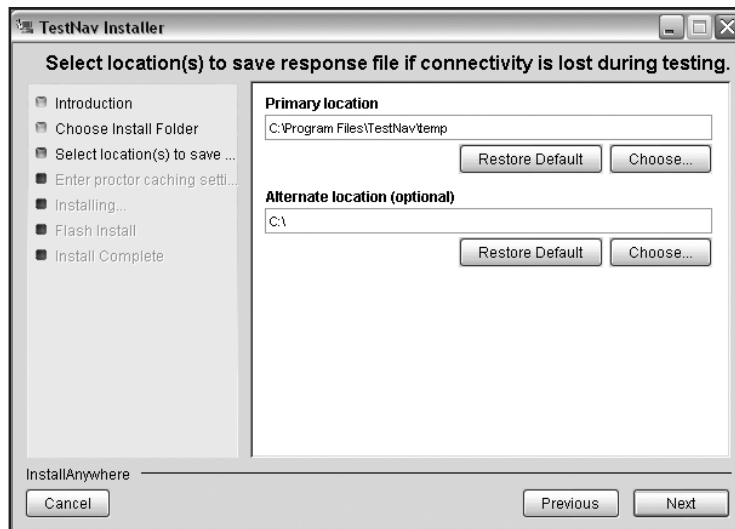 TestNav Installer
Select location(s) to save response file if connectivity is lost during testing.
Introduction
Choose Install Folder
Select location(s) to save ...
Enter proctor caching setti...
Installing...
Flash Install
Install Complete
Primary location
C:\Program Files\TestNav\temp
Restore Default Choose...
Alternate location (optional)
C:\
Restore Default Choose...
InstallAnywhere
Cancel Previous Next